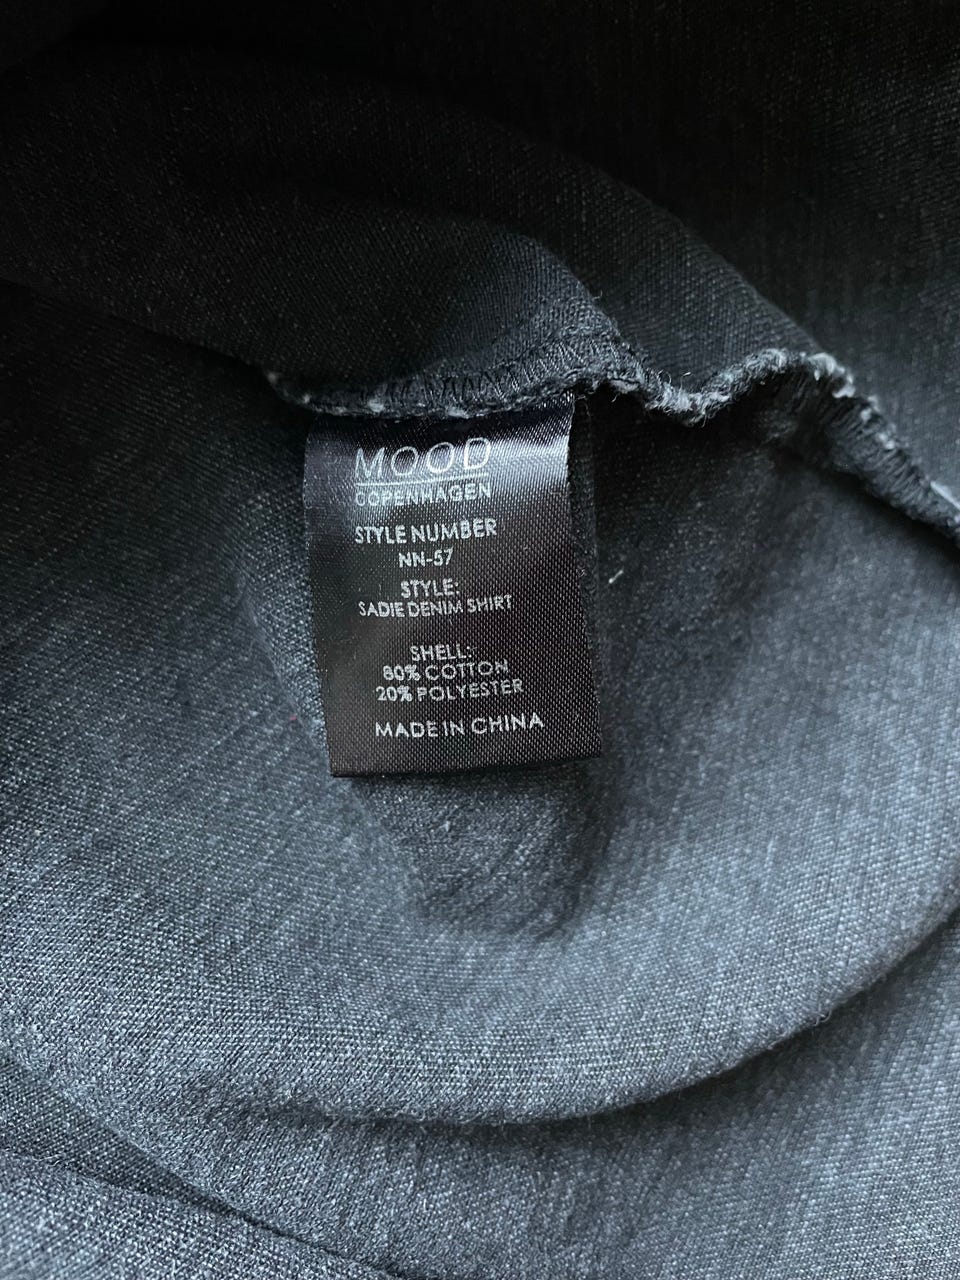 MOOD
COPENHAGEN
STYLE NUMBER
NN-57
STYLE:
SADIE DENIM SHIRT
SHELL:
80% COTTON
20% POLYESTER
MADE IN CHINA